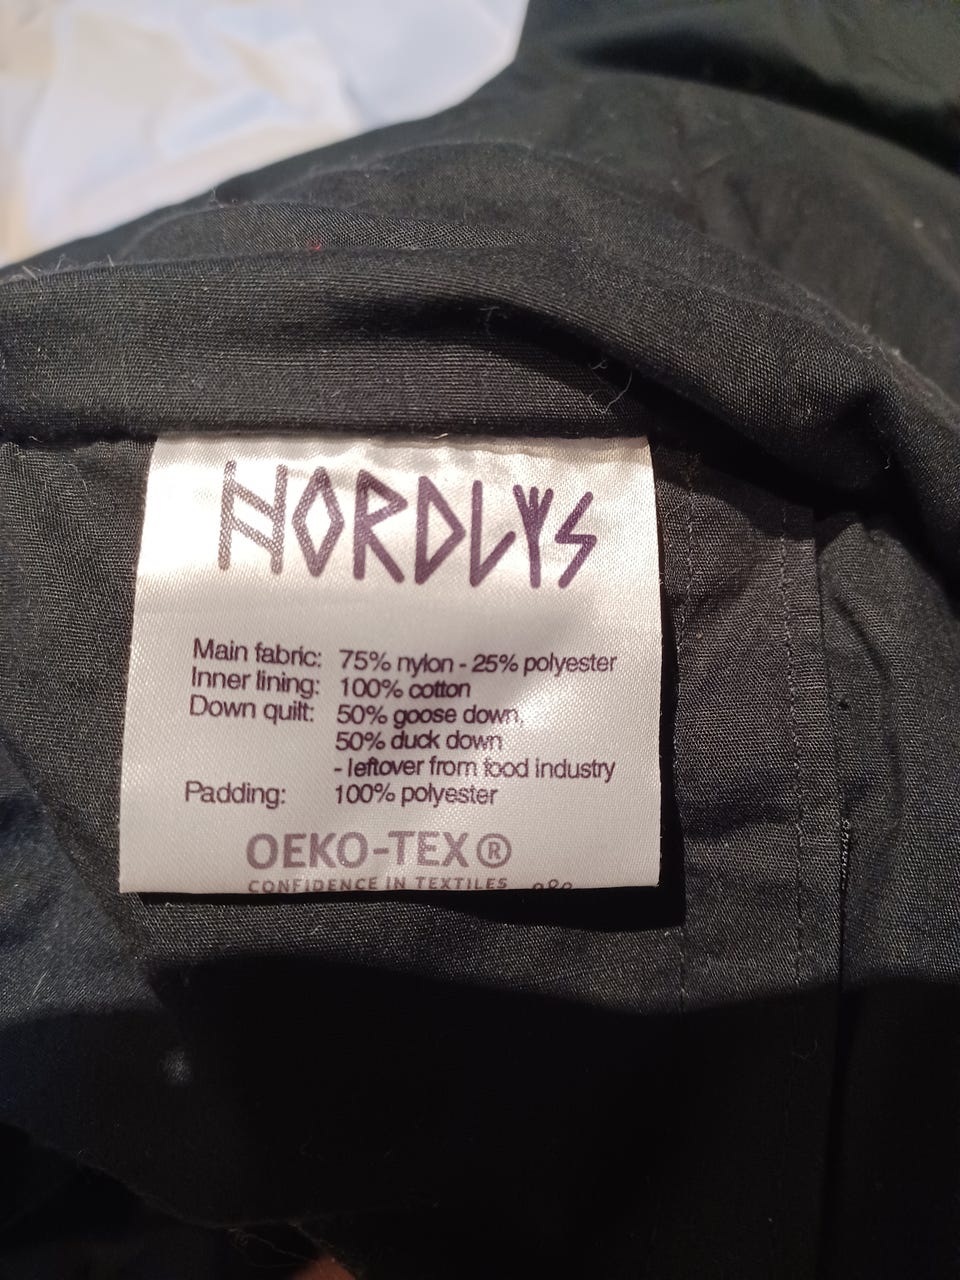 NORDLYS
Main fabric: 75% nylon - 25% polyester
Inner lining: 100% cotton
Down quilt: 50% goose down,
50% duck down
- leftover from food industry
Padding: 100% polyester
OEKO-TEX®
CONFIDENCE IN TEXTILES